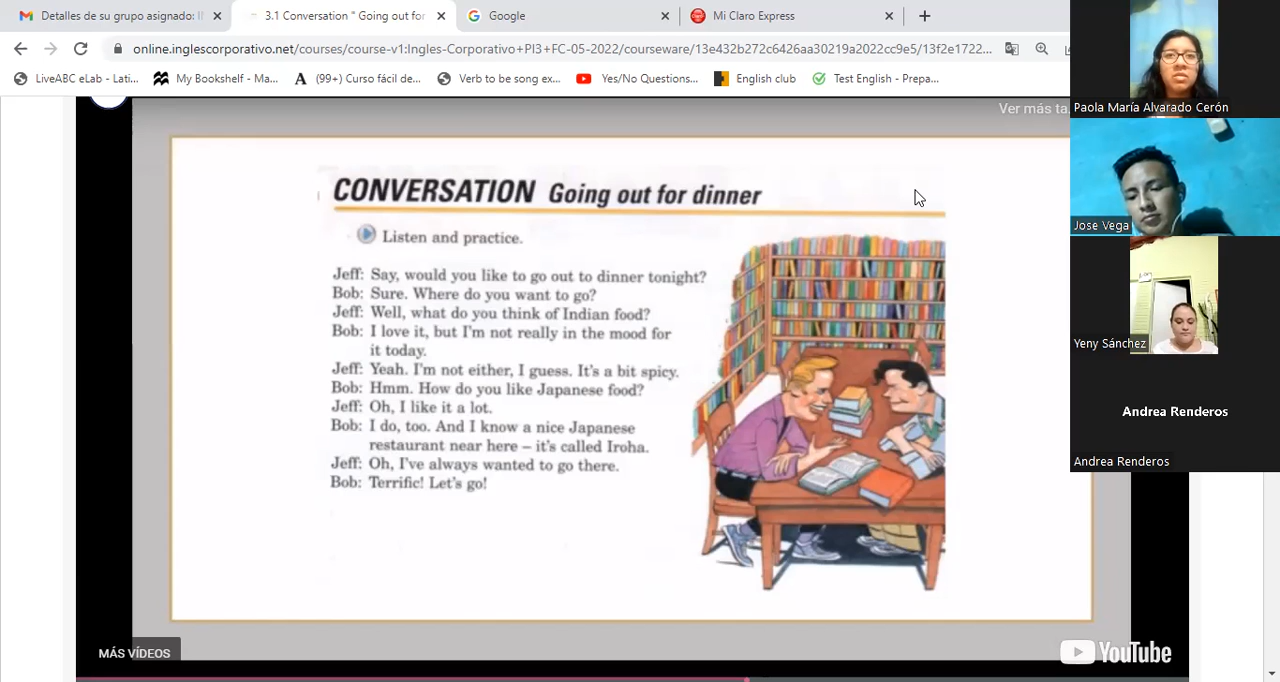 Detalles de su grupo asignado: I
3.1 Conversation " Going out for
Google
Mi Claro Express
online.inglescorporativo.net/courses/course-v1:Ingles-Corporativo+PI3+FC-05-2022/courseware/13e432b272c6426aa30219a2022cc9e5/13f2e1722...
LiveABC eLab - Lati...
My Bookshelf - Ma...
(99+) Curso fácil de...
Verb to be song ex...
Yes/No Questions...
English club
Test English - Prepa...
Ver más ta
CONVERSATION Going out for dinner
Listen and practice.
Jeff: Say, would you like to go out to dinner tonight?
Bob: Sure. Where do you want to go?
Jeff: Well, what do you think of Indian food?
Bob: I love it, but I'm not really in the mood for
it today.
Jeff: Yeah. I'm not either, I guess. It's a bit spicy.
Bob: Hmm. How do you like Japanese food?
Jeff: Oh, I like it a lot.
Bob: I do, too. And I know a nice Japanese
restaurant near here – it's called Iroha.
Jeff: Oh, I've always wanted to go there.
Bob: Terrific! Let's go!
MÁS VÍDEOS
YouTube
Paola María Alvarado Cerón
Jose Vega
Yeny Sánchez
Andrea Renderos
Andrea Renderos